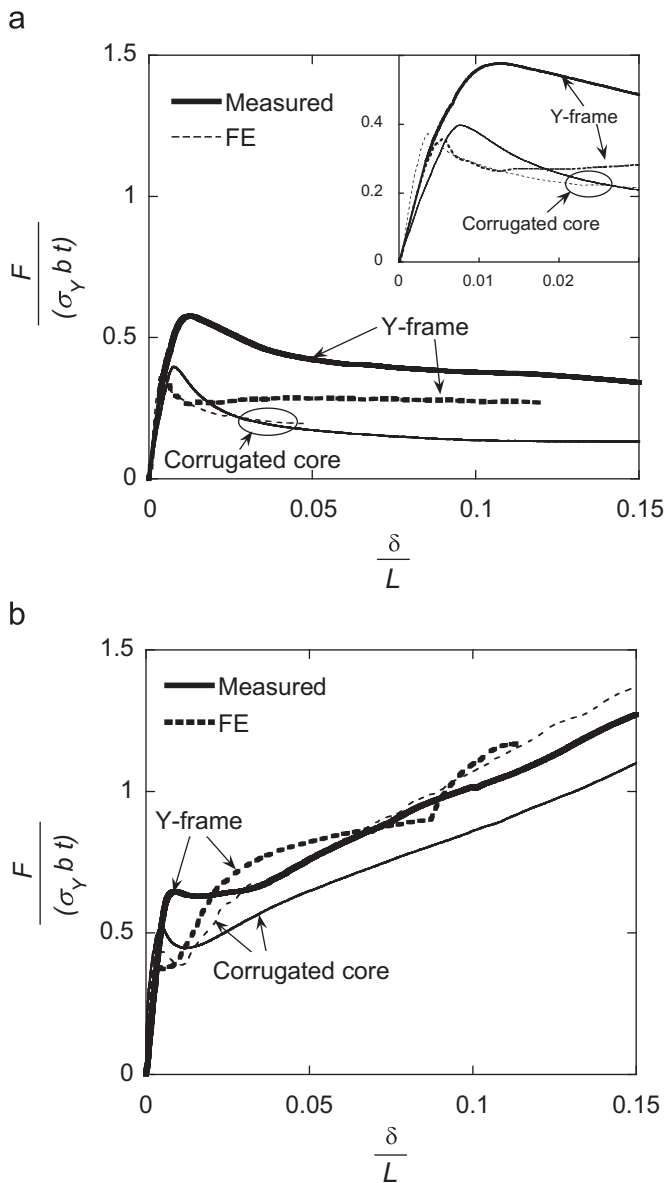 a
1.5
1
0.5
0
F
(σY b t)
Measured
FE
0.4
0.2
0
0
0.01
0.02
Y-frame
Corrugated core
Y-frame
Corrugated core
0
0.05
0.1
0.15
δ
L
b
1.5
1
0.5
0
F
(σY b t)
Measured
FE
Y-frame
Corrugated core
0
0.05
0.1
0.15
δ
L